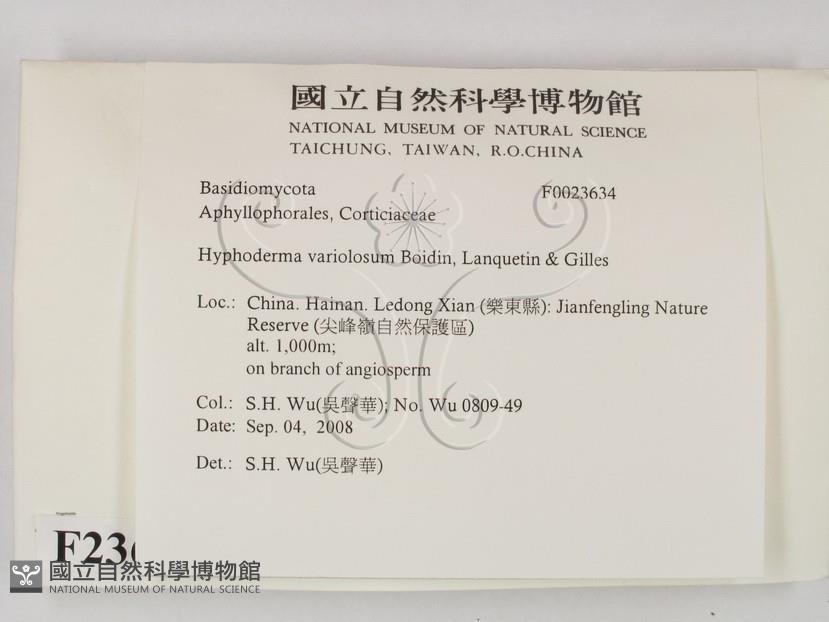 國立自然科學博物館
NATIONAL MUSEUM OF NATURAL SCIENCE
TAICHUNG, TAIWAN, R.O.CHINA
Basidiomycota F0023634
Aphyllophorales, Corticiaceae
Hyphoderma variolosum Boidin, Lanquetin & Gilles
Loc.: China. Hainan. Ledong Xian (樂東縣): Jianfengling Nature
Reserve (尖峰嶺自然保護區)
alt. 1,000m;
on branch of angiosperm
Col.: S.H. Wu(吳聲華); No. Wu 0809-49
Date: Sep. 04, 2008
Det.: S.H. Wu(吳聲華)
F236
國立自然科學博物館
NATIONAL MUSEUM OF NATURAL SCIENCE